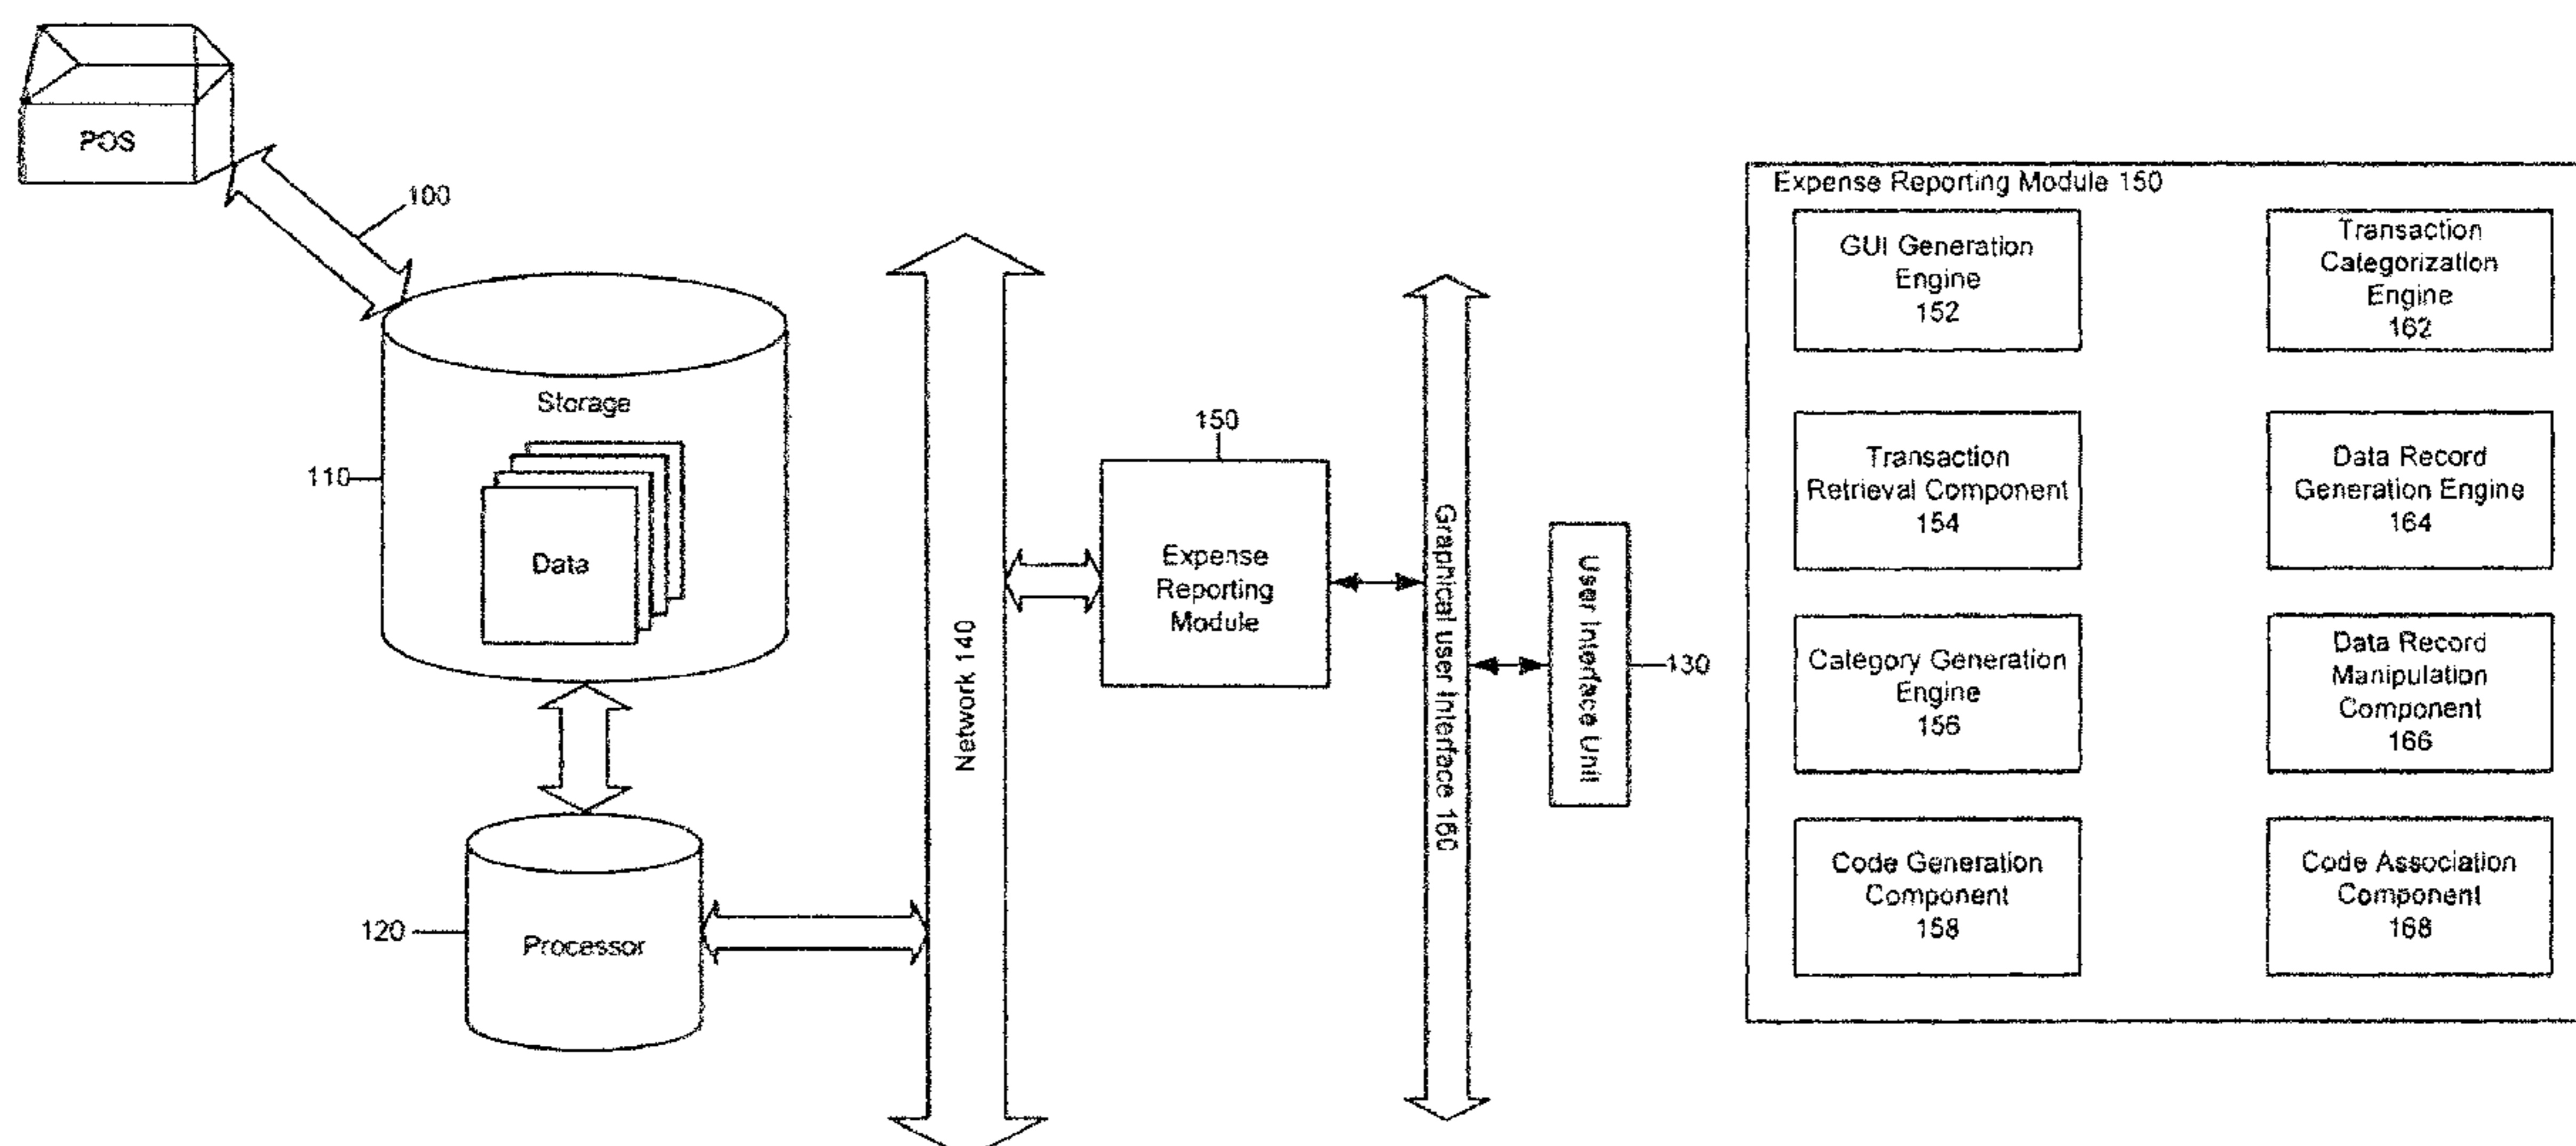 POS
100
Storage
110
Data
120
Processor
Network 140
150
Expense
Reporting
Module
Graphical user Interface 160
User Interface Unit
130
Expense Reporting Module 150
GUI Generation
Engine
152
Transaction
Categorization
Engine
162
Transaction
Retrieval Component
154
Data Record
Generation Engine
164
Category Generation
Engine
156
Data Record
Manipulation
Component
166
Code Generation
Component
158
Code Association
Component
168